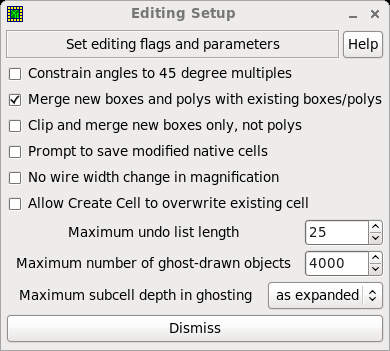 Editing Setup
Set editing flags and parameters Help
Constrain angles to 45 degree multiples
Merge new boxes and polys with existing boxes/polys
Clip and merge new boxes only, not polys
Prompt to save modified native cells
No wire width change in magnification
Allow Create Cell to overwrite existing cell
Maximum undo list length 25
Maximum number of ghost-drawn objects 4000
Maximum subcell depth in ghosting as expanded
Dismiss